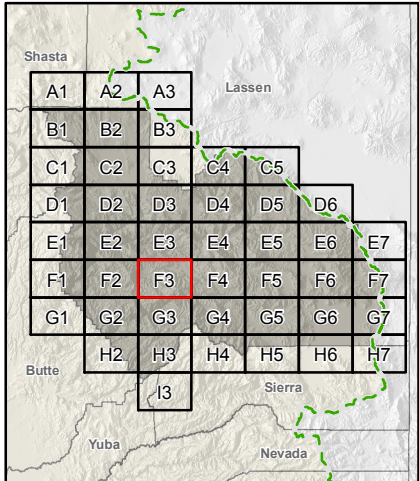 Shasta
Lassen
A1 A2 A3
B1 B2 B3
C1 C2 C3 C4 C5
D1 D2 D3 D4 D5 D6
E1 E2 E3 E4 E5 E6 E7
F1 F2 F3 F4 F5 F6 F7
G1 G2 G3 G4 G5 G6 G7
H2 H3 H4 H5 H6 H7
Butte
I3
Sierra
Yuba
Nevada